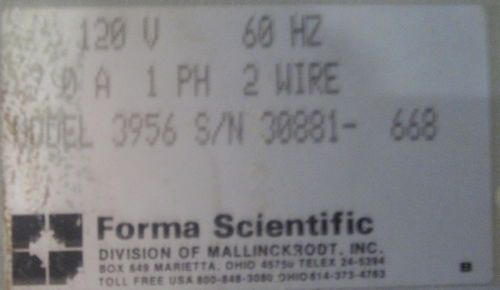 120 V 60 HZ
0 A 1 PH 2 WIRE
MODEL 3956 S/N 30881- 668
Forma Scientific
DIVISION OF MALLINCKRODT, INC.
BOX 649 MARIETTA, OHIO 45750 TELEX 24-5394
TOLL FREE USA 800-848-3080 OHIO 614-373-4763